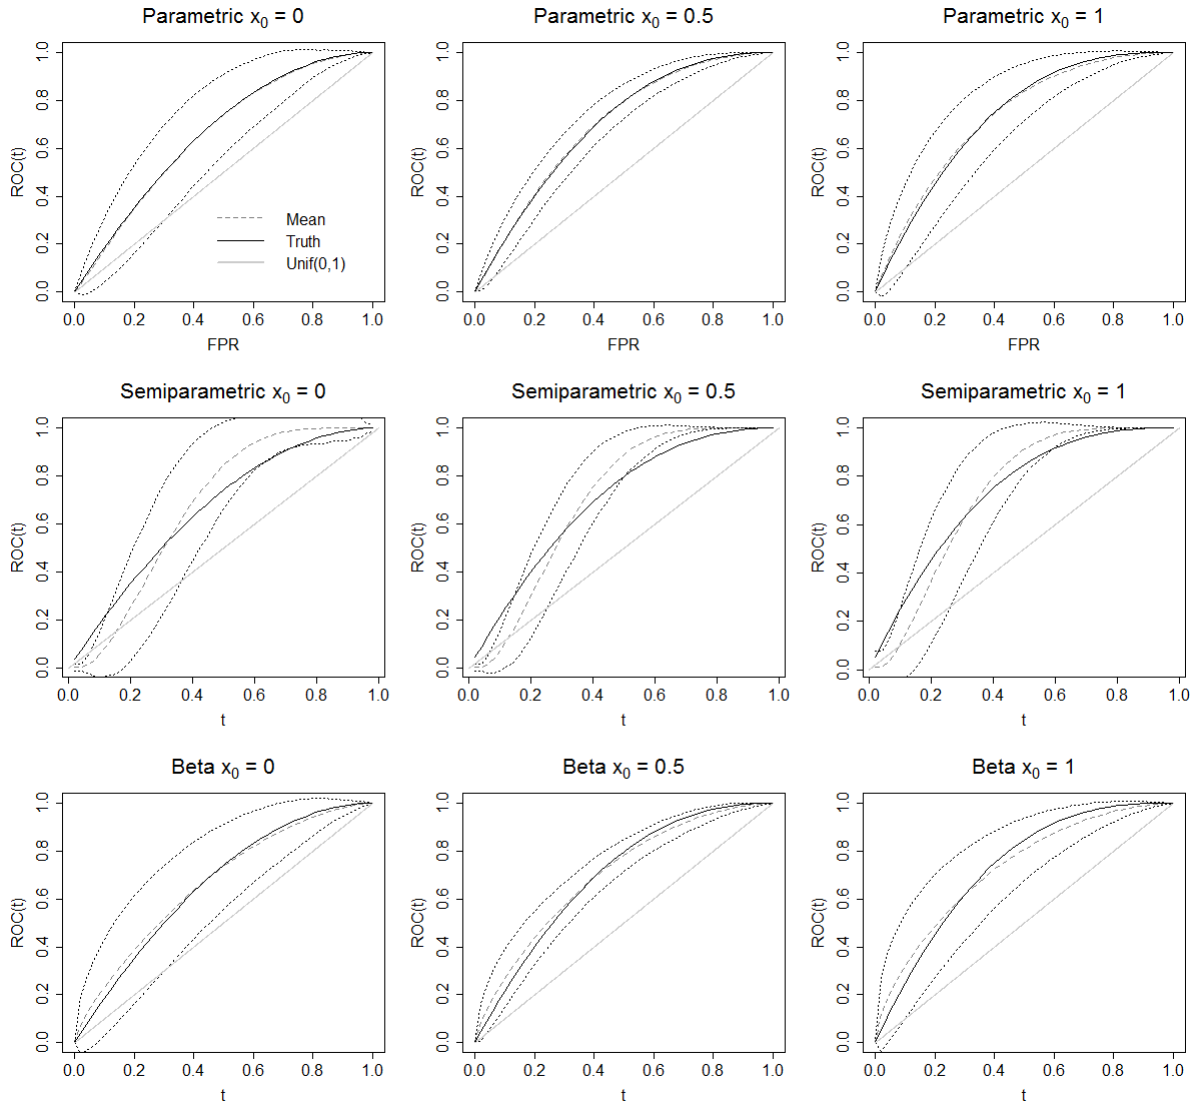 Parametric x₀ = 0
Parametric x₀ = 0.5
Parametric x₀ = 1
ROC(t)
0.0 0.2 0.4 0.6 0.8 1.0
Mean
Truth
Unif(0,1)
0.0 0.2 0.4 0.6 0.8 1.0
FPR
ROC(t)
0.0 0.2 0.4 0.6 0.8 1.0
0.0 0.2 0.4 0.6 0.8 1.0
FPR
ROC(t)
0.0 0.2 0.4 0.6 0.8 1.0
0.0 0.2 0.4 0.6 0.8 1.0
FPR
Semiparametric x₀ = 0
Semiparametric x₀ = 0.5
Semiparametric x₀ = 1
ROC(t)
0.0 0.2 0.4 0.6 0.8 1.0
0.0 0.2 0.4 0.6 0.8 1.0
t
ROC(t)
0.0 0.2 0.4 0.6 0.8 1.0
0.0 0.2 0.4 0.6 0.8 1.0
t
ROC(t)
0.0 0.2 0.4 0.6 0.8 1.0
0.0 0.2 0.4 0.6 0.8 1.0
t
Beta x₀ = 0
Beta x₀ = 0.5
Beta x₀ = 1
ROC(t)
0.0 0.2 0.4 0.6 0.8 1.0
0.0 0.2 0.4 0.6 0.8 1.0
t
ROC(t)
0.0 0.2 0.4 0.6 0.8 1.0
0.0 0.2 0.4 0.6 0.8 1.0
t
ROC(t)
0.0 0.2 0.4 0.6 0.8 1.0
0.0 0.2 0.4 0.6 0.8 1.0
t